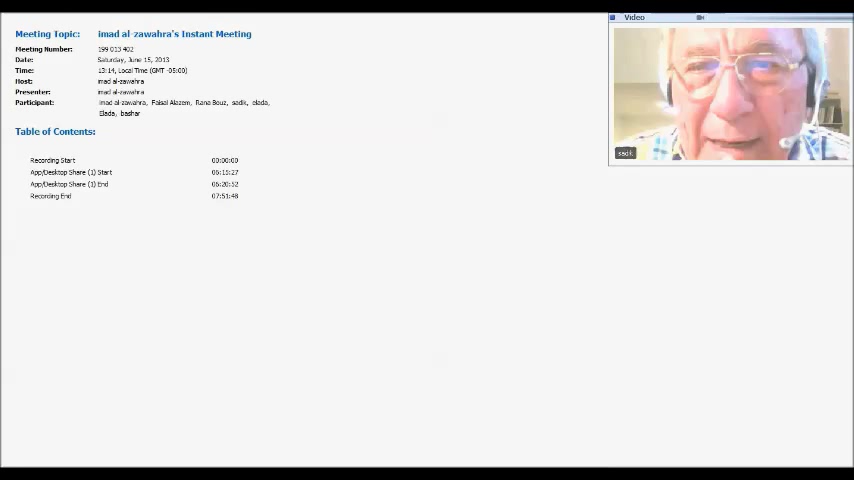 Video
Meeting Topic: imad al-zawahra's Instant Meeting
Meeting Number: 199 013 402
Date: Saturday, June 15, 2013
Time: 13:14, Local Time (GMT -05:00)
Host: imad al-zawahra
Presenter: imad al-zawahra
Participant: imad al-zawahra, Faisal Alazem, Rana Bouz, sadik, elada,
Elada, bashar
Table of Contents:
Recording Start 00:00:00
App/Desktop Share (1) Start 06:15:27
App/Desktop Share (1) End 06:20:52
Recording End 07:51:48
sadik